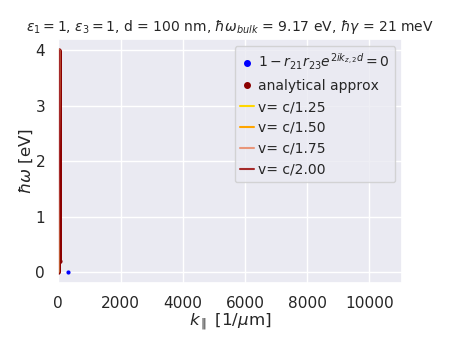 ε₁ = 1, ε₃ = 1, d = 100 nm, ℏω_bulk = 9.17 eV, ℏγ = 21 meV
4
3
2
1
0
ℏω [eV]
1 − r₂₁r₂₃e^{2ik_{z,2}d} = 0
analytical approx
v= c/1.25
v= c/1.50
v= c/1.75
v= c/2.00
0 2000 4000 6000 8000 10000
k∥ [1/μm]